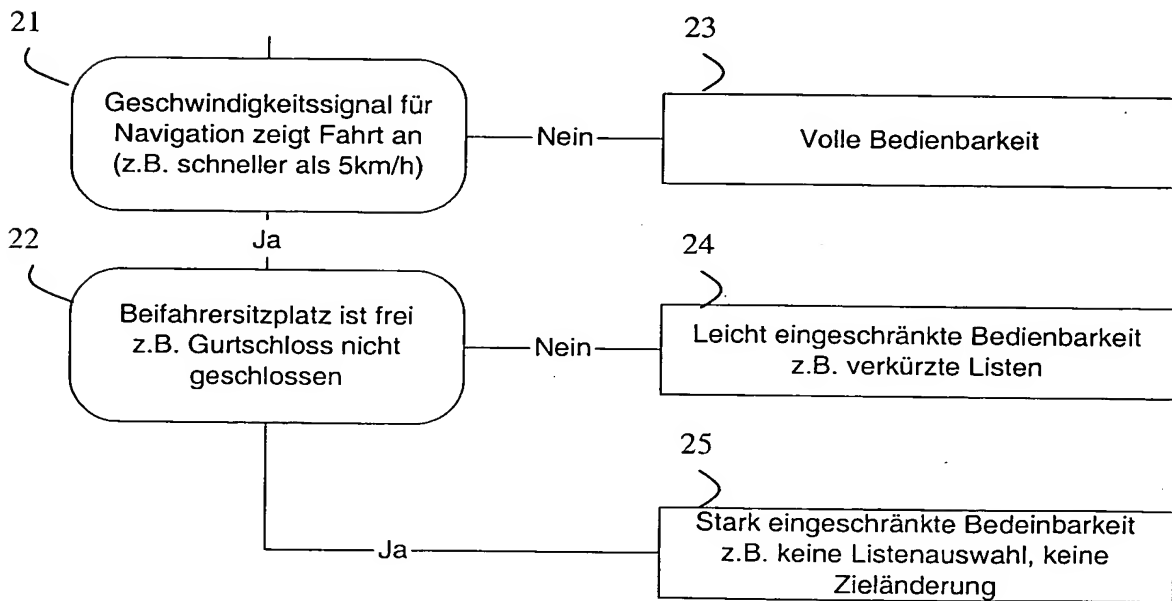 21
23
Geschwindigkeitssignal für
Navigation zeigt Fahrt an
(z.B. schneller als 5km/h)
Nein
Volle Bedienbarkeit
Ja
22
24
Beifahrersitzplatz ist frei
z.B. Gurtschloss nicht
geschlossen
Nein
Leicht eingeschränkte Bedienbarkeit
z.B. verkürzte Listen
25
Ja
Stark eingeschränkte Bedeinbarkeit
z.B. keine Listenauswahl, keine
Zieländerung